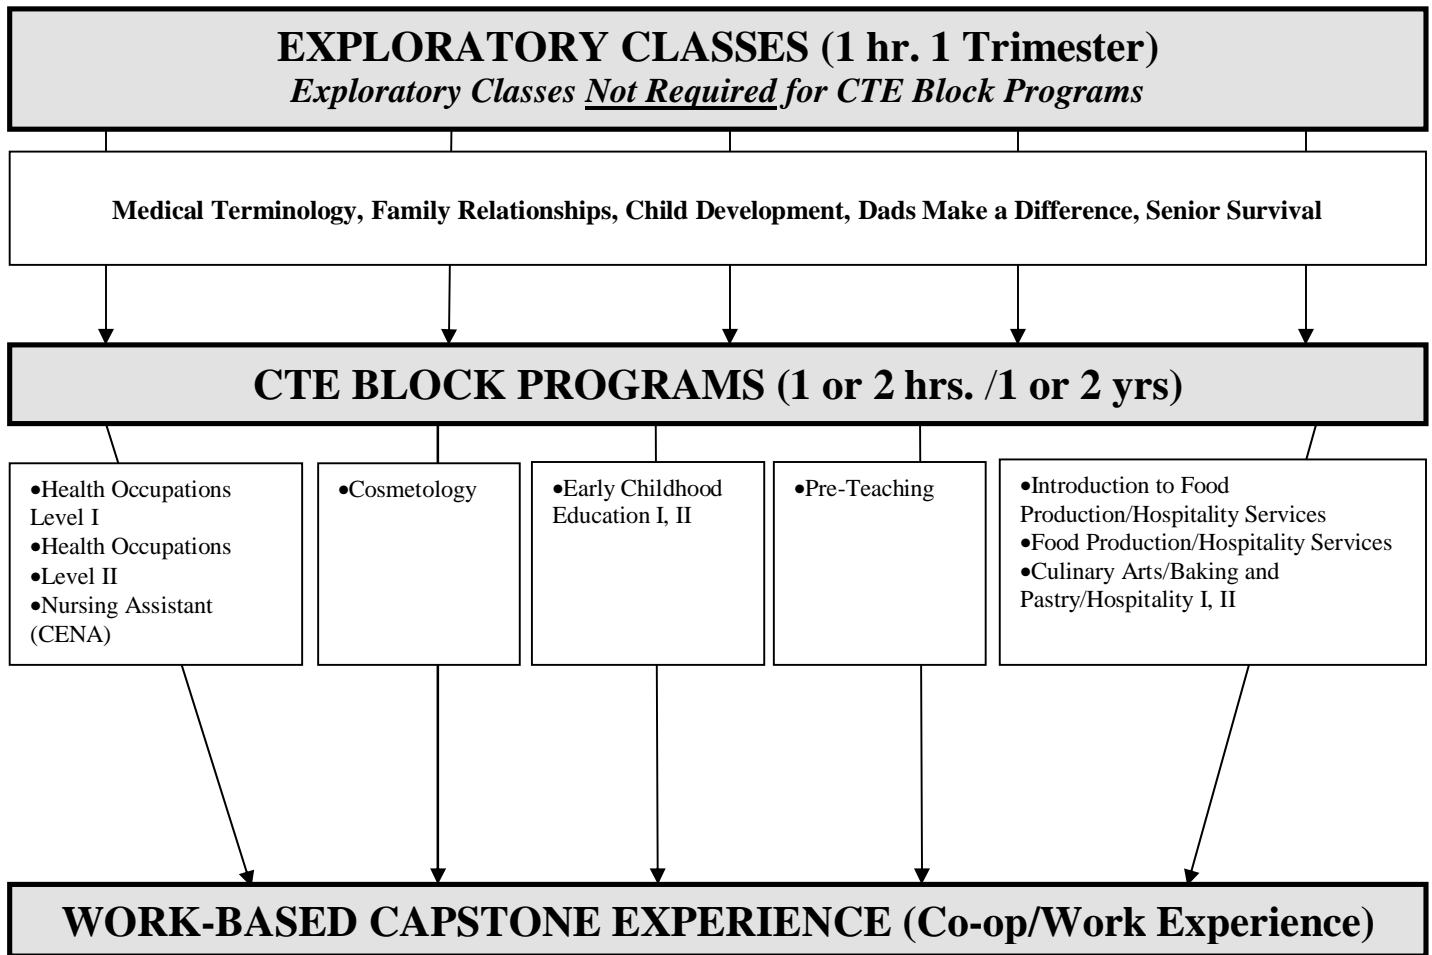 EXPLORATORY CLASSES (1 hr. 1 Trimester)
Exploratory Classes Not Required for CTE Block Programs
Medical Terminology, Family Relationships, Child Development, Dads Make a Difference, Senior Survival
CTE BLOCK PROGRAMS (1 or 2 hrs. /1 or 2 yrs)
•Health Occupations
Level I
•Health Occupations
•Level II
•Nursing Assistant
(CENA)
•Cosmetology
•Early Childhood
Education I, II
•Pre-Teaching
•Introduction to Food
Production/Hospitality Services
•Food Production/Hospitality Services
•Culinary Arts/Baking and
Pastry/Hospitality I, II
WORK-BASED CAPSTONE EXPERIENCE (Co-op/Work Experience)